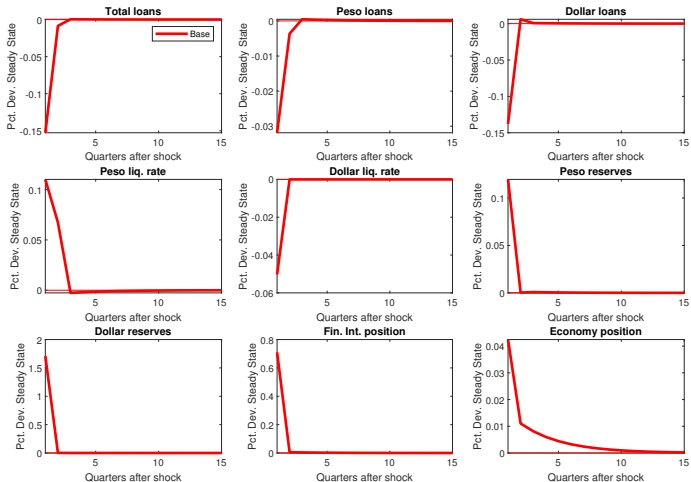 Total loans
Pct. Dev. Steady State
0
-0.05
-0.1
-0.15
5
10
15
Base
Quarters after shock
Peso loans
Pct. Dev. Steady State
0
-0.01
-0.02
-0.03
5
10
15
Quarters after shock
Dollar loans
Pct. Dev. Steady State
0
-0.05
-0.1
-0.15
5
10
15
Quarters after shock
Peso liq. rate
Pct. Dev. Steady State
0.1
0.05
0
5
10
15
Quarters after shock
Dollar liq. rate
Pct. Dev. Steady State
0
-0.02
-0.04
-0.06
5
10
15
Quarters after shock
Peso reserves
Pct. Dev. Steady State
0.1
0.05
0
5
10
15
Quarters after shock
Dollar reserves
Pct. Dev. Steady State
2
1.5
1
0.5
0
5
10
15
Quarters after shock
Fin. Int. position
Pct. Dev. Steady State
0.8
0.6
0.4
0.2
0
5
10
15
Quarters after shock
Economy position
Pct. Dev. Steady State
0.04
0.03
0.02
0.01
0
5
10
15
Quarters after shock